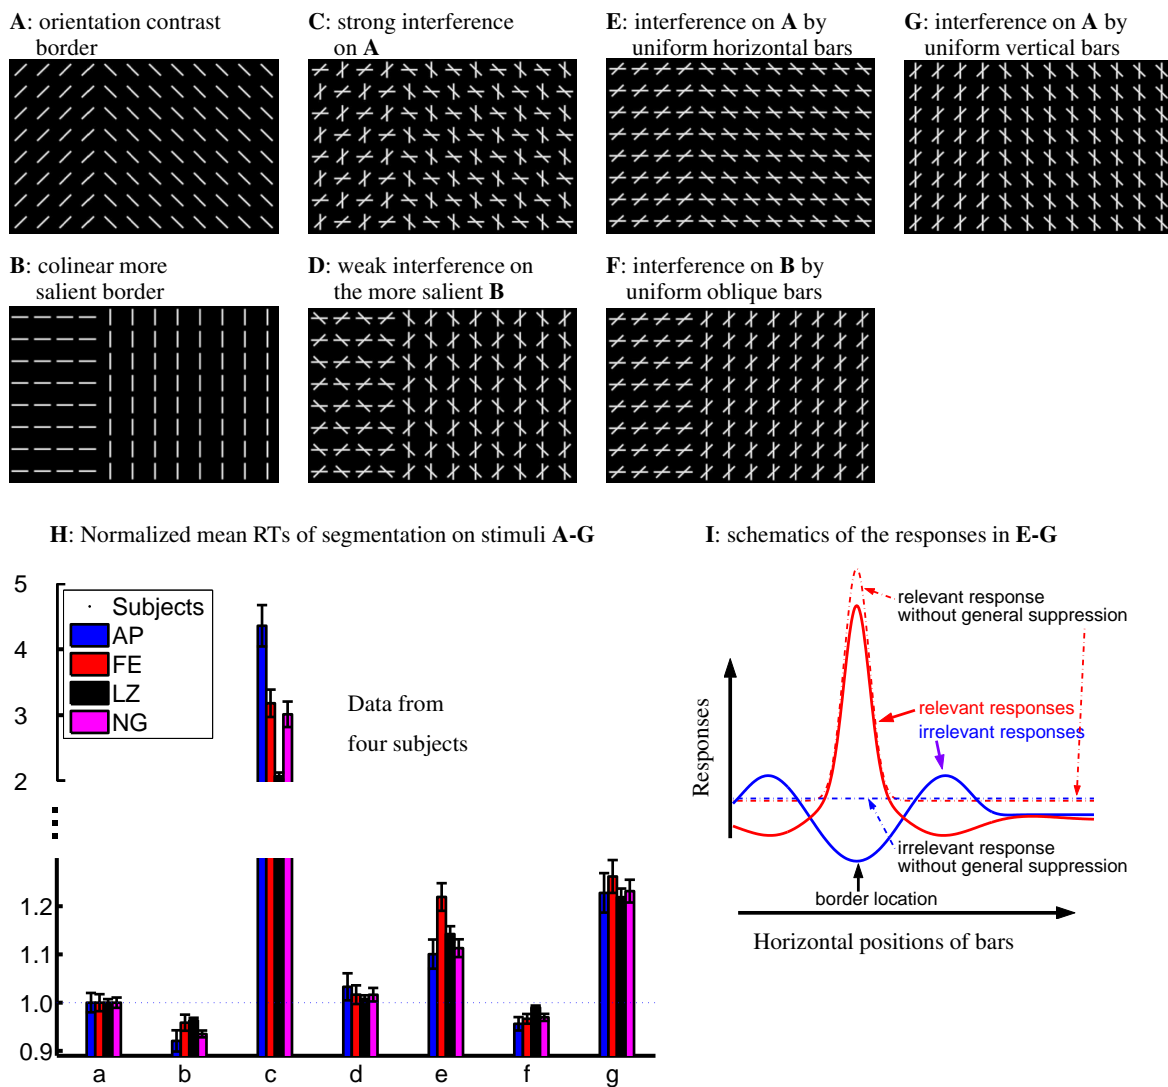 A: orientation contrast
border
C: strong interference
on A
E: interference on A by
uniform horizontal bars
G: interference on A by
uniform vertical bars
B: colinear more
salient border
D: weak interference on
the more salient B
F: interference on B by
uniform oblique bars
H: Normalized mean RTs of segmentation on stimuli A-G
5
4
3
2
1.2
1.1
1.0
0.9
Subjects
AP
FE
LZ
NG
Data from
four subjects
a b c d e f g
I: schematics of the responses in E-G
relevant response
without general suppression
relevant responses
irrelevant responses
Responses
irrelevant response
without general suppression
border location
Horizontal positions of bars